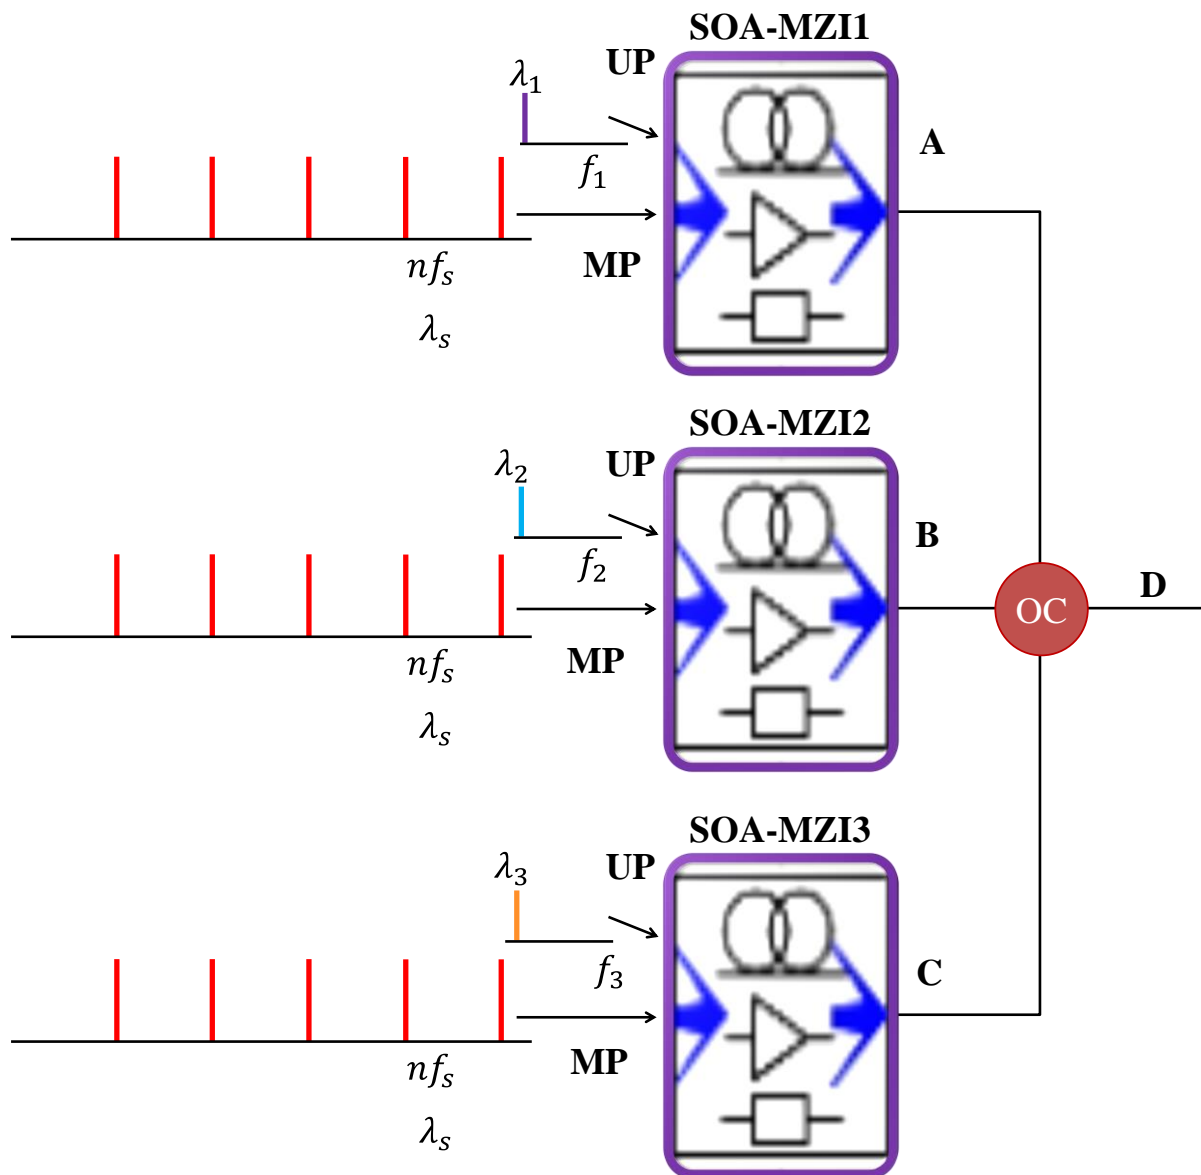 SOA-MZI1
UP
λ₁
A
f₁
MP
nfₛ
λₛ
SOA-MZI2
UP
λ₂
B
f₂
D
OC
MP
nfₛ
λₛ
SOA-MZI3
UP
λ₃
C
f₃
MP
nfₛ
λₛ